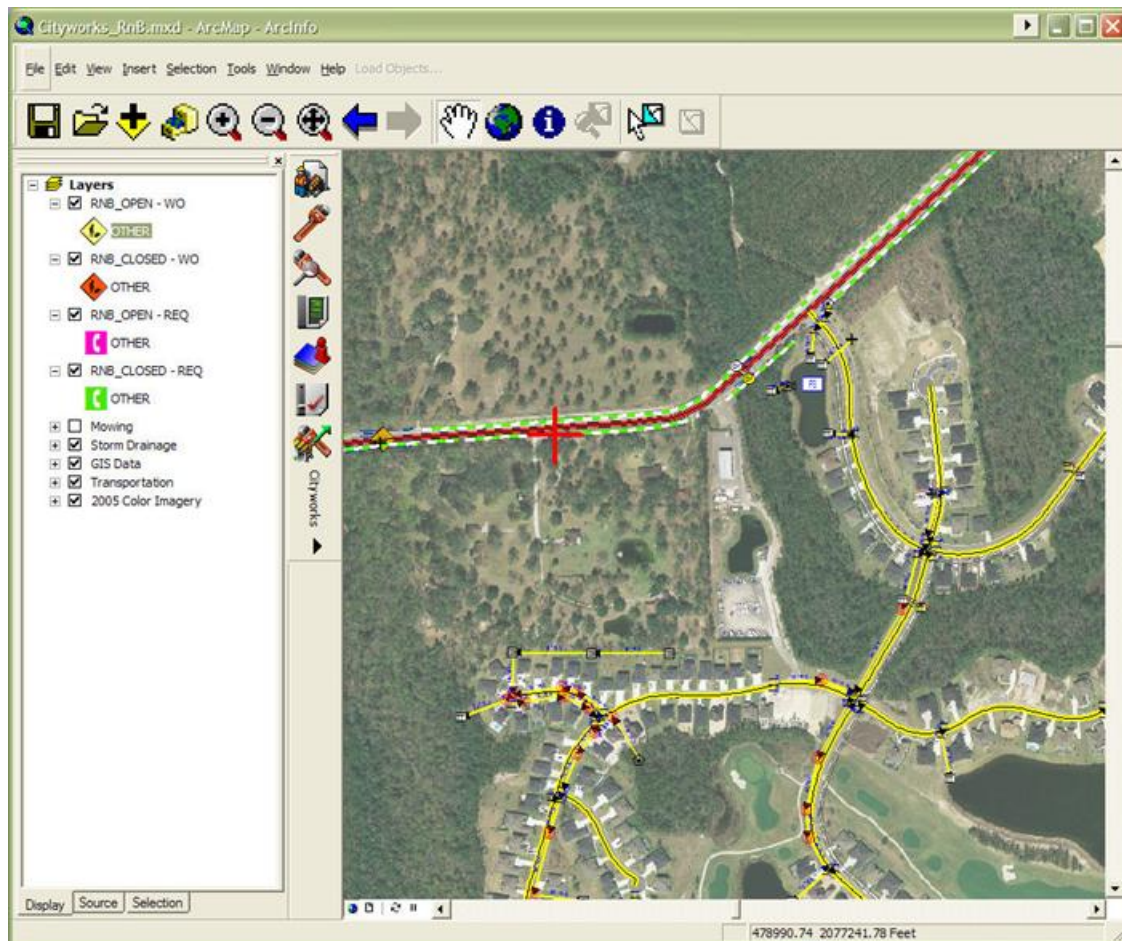 Cityworks_RnB.mxd - ArcMap - ArcInfo
File Edit View Insert Selection Tools Window Help Load Objects...
Layers
RNB_OPEN - WO
OTHER
RNB_CLOSED - WO
OTHER
RNB_OPEN - REQ
OTHER
RNB_CLOSED - REQ
OTHER
Mowing
Storm Drainage
GIS Data
Transportation
2005 Color Imagery
Cityworks
Display Source Selection
478990.74 2077241.78 Feet